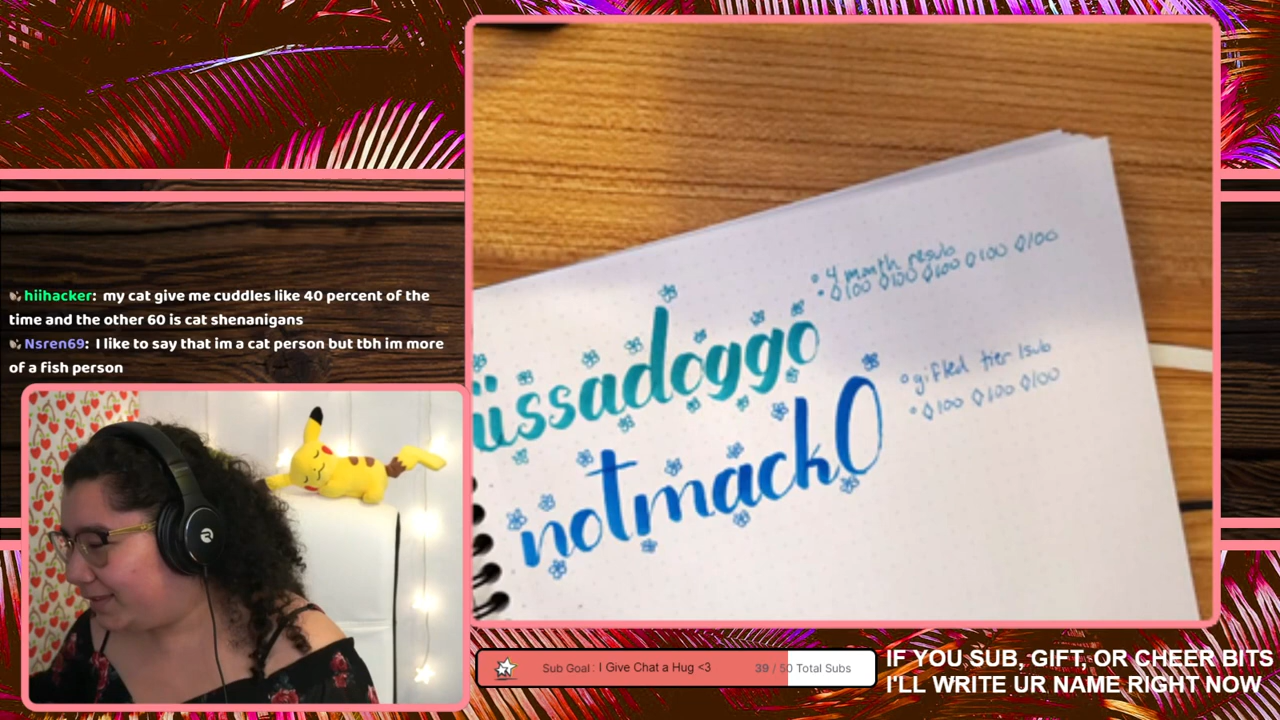 hiihacker: my cat give me cuddles like 40 percent of the
time and the other 60 is cat shenanigans
Nsren69: I like to say that im a cat person but tbh im more
of a fish person
4 month resub
◊100 ◊100 ◊100 ◊100 ◊100
issadoggo
gifted tier 1sub
◊100 ◊100 ◊100
notmack0
Sub Goal : I Give Chat a Hug <3 39 / 50 Total Subs
IF YOU SUB, GIFT, OR CHEER BITS
I'LL WRITE UR NAME RIGHT NOW